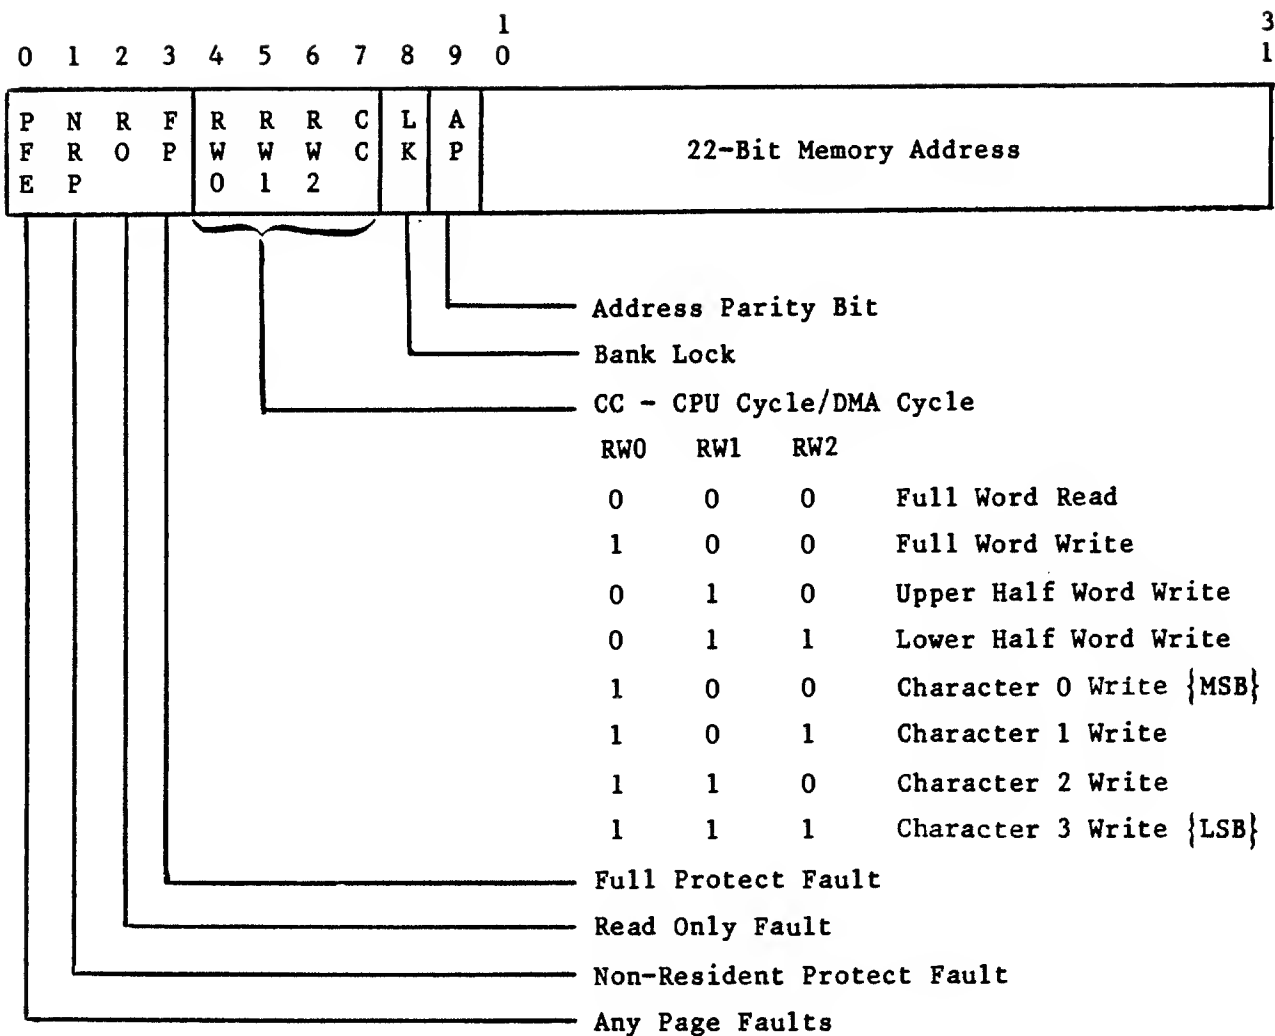 1 3
0 1 2 3 4 5 6 7 8 9 0 1
P N R F R R R C L A
F R O P W W W C K P 22-Bit Memory Address
E P 0 1 2
Address Parity Bit
Bank Lock
CC - CPU Cycle/DMA Cycle
RW0 RW1 RW2
0 0 0 Full Word Read
1 0 0 Full Word Write
0 1 0 Upper Half Word Write
0 1 1 Lower Half Word Write
1 0 0 Character 0 Write {MSB}
1 0 1 Character 1 Write
1 1 0 Character 2 Write
1 1 1 Character 3 Write {LSB}
Full Protect Fault
Read Only Fault
Non-Resident Protect Fault
Any Page Faults